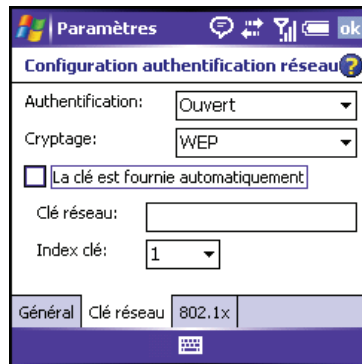 Paramètres ok
Configuration authentification réseau ?
Authentification: Ouvert
Cryptage: WEP
La clé est fournie automatiquement
Clé réseau:
Index clé: 1
Général Clé réseau 802.1x